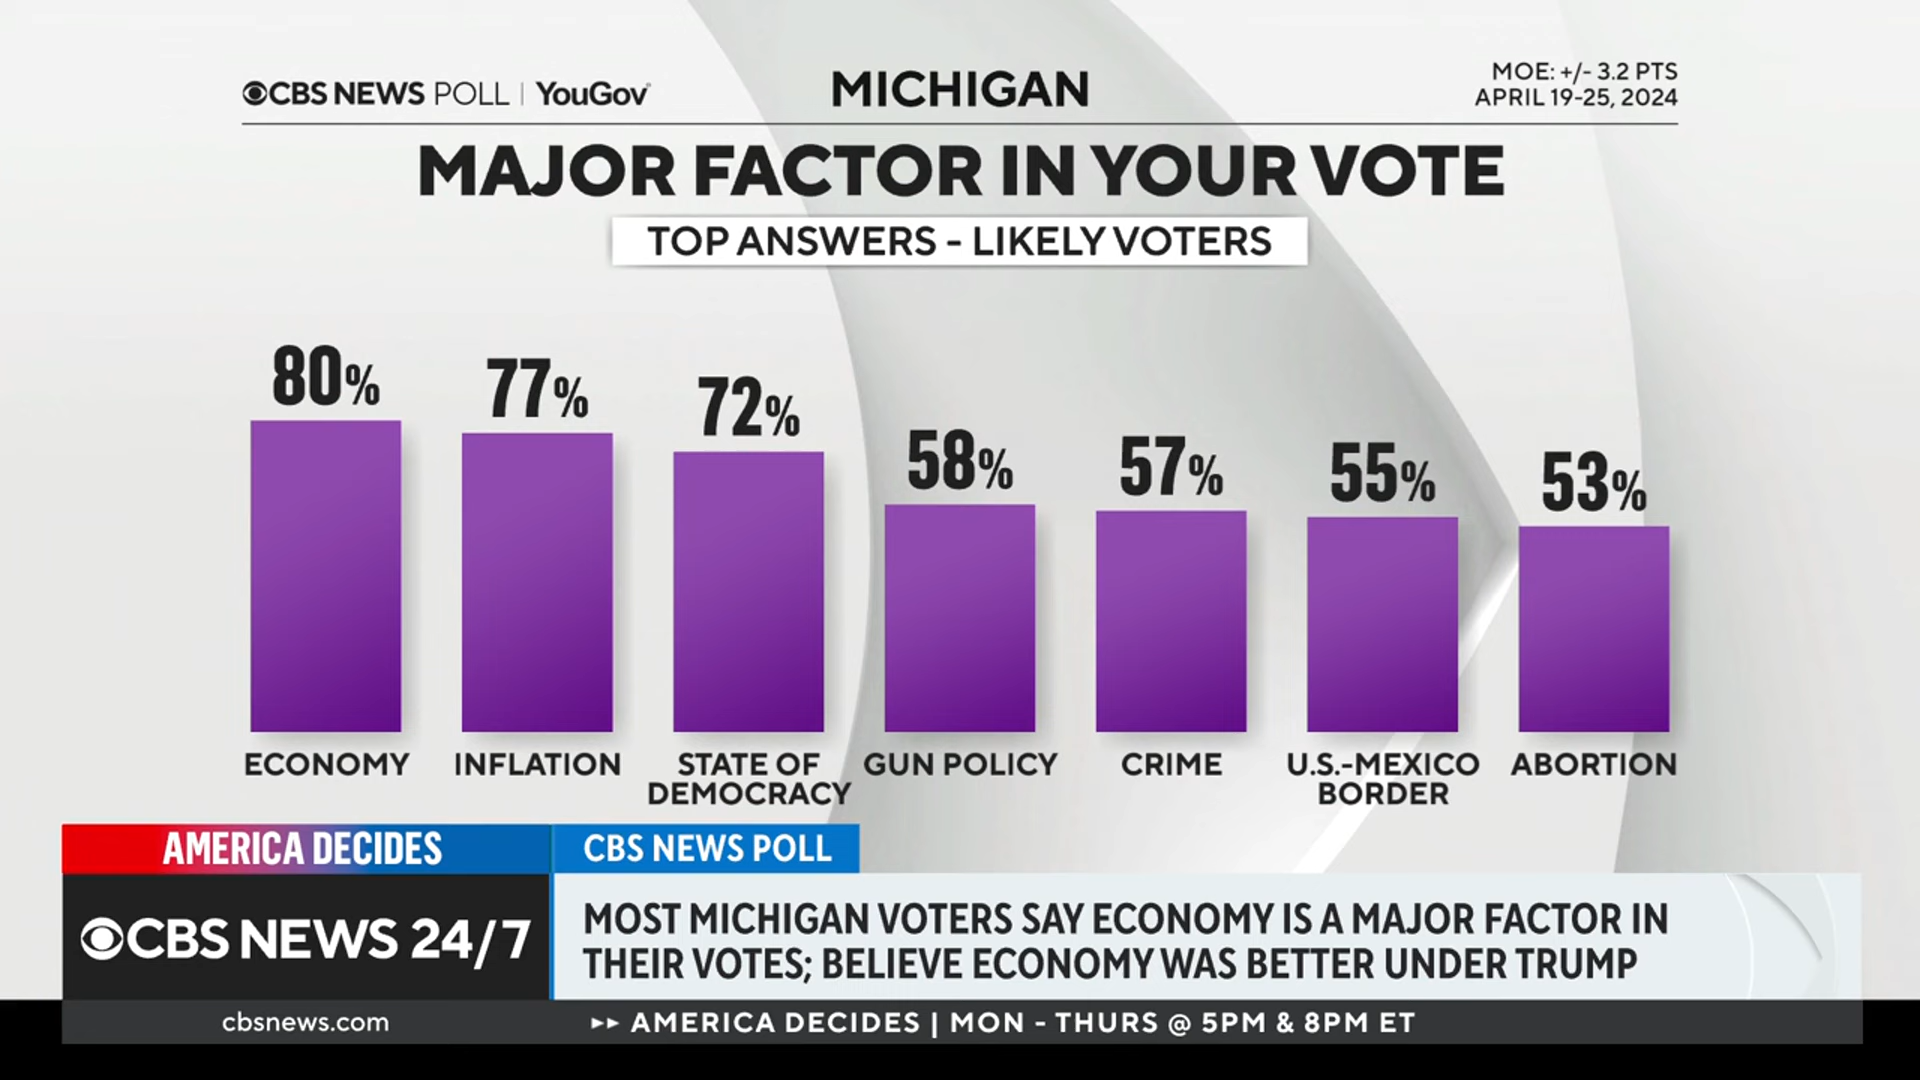 CBS NEWS POLL | YouGov
MICHIGAN
MOE: +/- 3.2 PTS
APRIL 19-25, 2024
MAJOR FACTOR IN YOUR VOTE
TOP ANSWERS - LIKELY VOTERS
80%
77%
72%
58%
57%
55%
53%
ECONOMY
INFLATION
STATE OF
DEMOCRACY
GUN POLICY
CRIME
U.S.-MEXICO
BORDER
ABORTION
AMERICA DECIDES
CBS NEWS POLL
CBS NEWS 24/7
MOST MICHIGAN VOTERS SAY ECONOMY IS A MAJOR FACTOR IN
THEIR VOTES; BELIEVE ECONOMY WAS BETTER UNDER TRUMP
cbsnews.com
AMERICA DECIDES | MON - THURS @ 5PM & 8PM ET